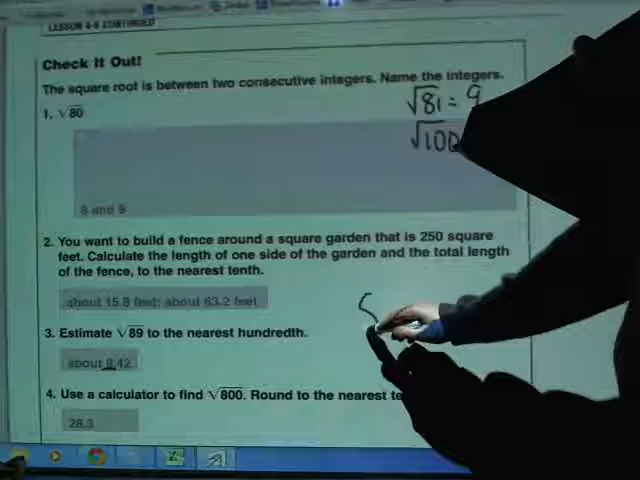 LESSON 4-6 CONTINUED
Check It Out!
The square root is between two consecutive integers. Name the integers.
√81 = 9
1. √80
√100
8 and 9
2. You want to build a fence around a square garden that is 250 square
feet. Calculate the length of one side of the garden and the total length
of the fence, to the nearest tenth.
about 15.8 feet; about 63.2 feet
3. Estimate √89 to the nearest hundredth.
about 9.42
4. Use a calculator to find √800. Round to the nearest te
28.3